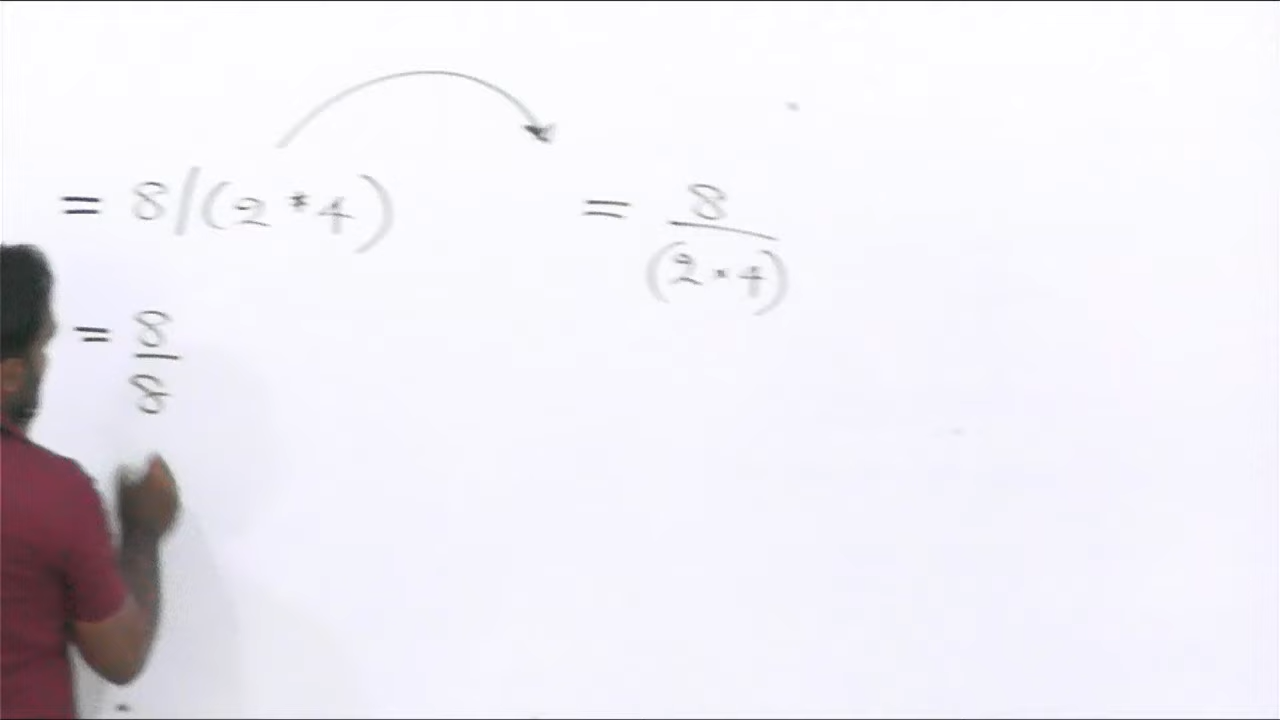 = 8/(2*4) = 8/(2×4)
= 8/8